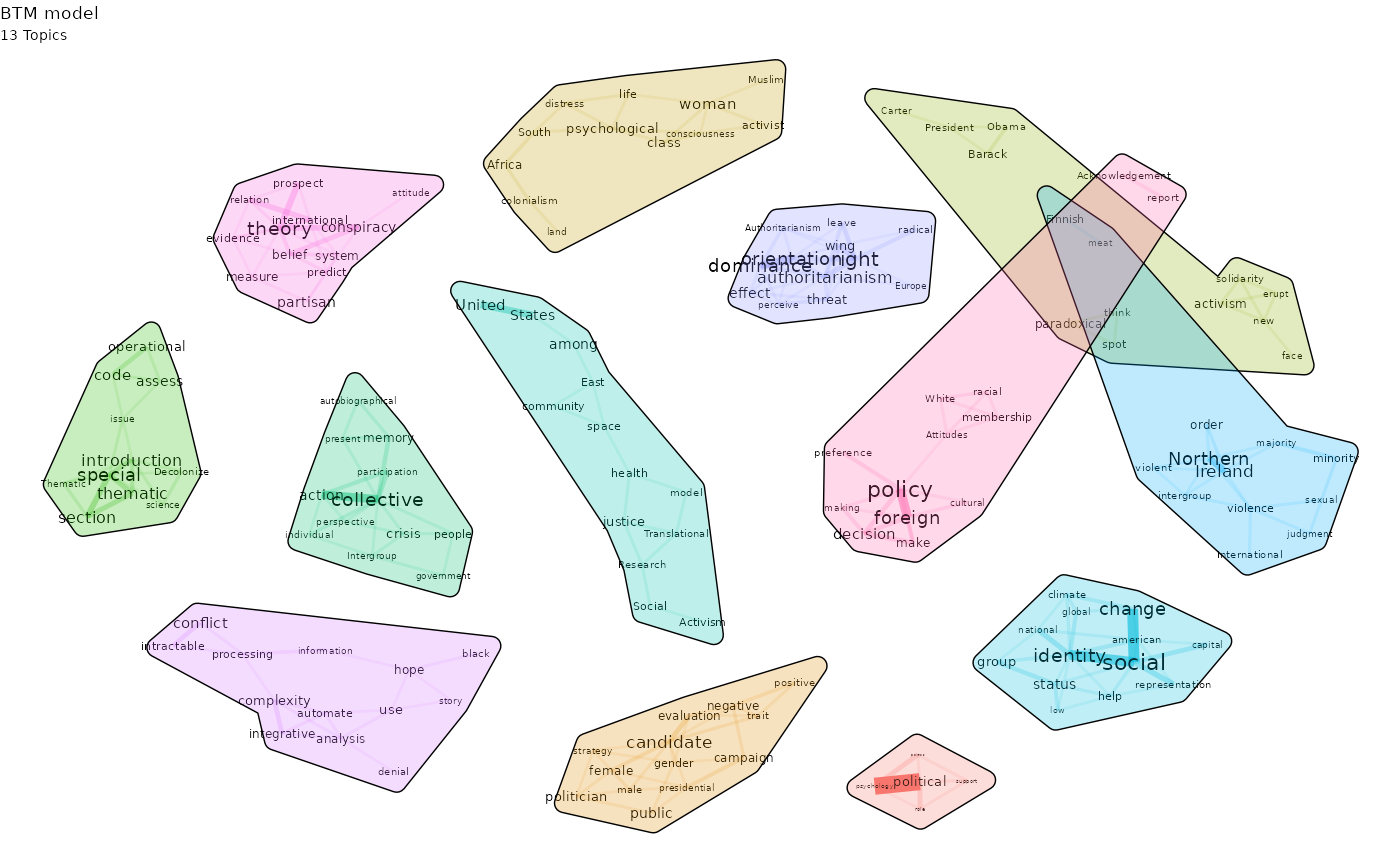 BTM model
13 Topics
distress
life
woman
Muslim
South
psychological
consciousness
activist
class
Africa
colonialism
land
Carter
President
Obama
Barack
solidarity
activism
erupt
new
face
Acknowledgement
report
Finnish
meat
think
paradoxical
spot
prospect
relation
attitude
international
theory
conspiracy
evidence
belief
system
measure
predict
partisan
Authoritarianism
leave
radical
wing
orientation
right
dominance
authoritarianism
effect
threat
perceive
Europe
United
States
among
East
community
space
health
model
justice
Translational
Research
Social
Activism
operational
code
assess
issue
introduction
special
Decolonize
Thematic
thematic
science
section
autobiographical
present
memory
participation
action
collective
perspective
individual
crisis
people
Intergroup
government
White
racial
membership
Attitudes
preference
policy
making
cultural
foreign
decision
make
order
majority
minority
Northern
Ireland
violent
intergroup
sexual
violence
judgment
International
conflict
intractable
processing
information
black
hope
complexity
automate
use
story
integrative
analysis
denial
positive
negative
evaluation
trait
candidate
strategy
female
gender
campaign
male
presidential
politician
public
climate
global
change
national
american
capital
group
identity
social
status
representation
help
low
psychology
political
support
role